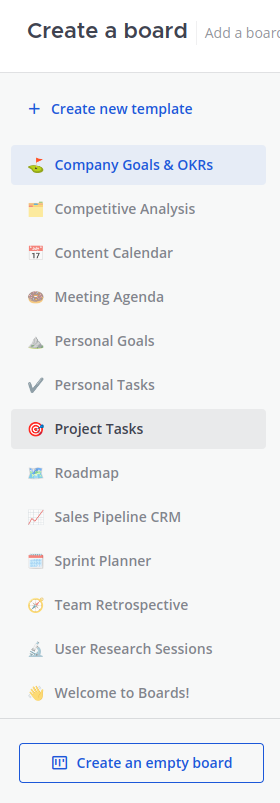 Create a board
Add a board
+ Create new template
Company Goals & OKRs
Competitive Analysis
Content Calendar
Meeting Agenda
Personal Goals
Personal Tasks
Project Tasks
Roadmap
Sales Pipeline CRM
Sprint Planner
Team Retrospective
User Research Sessions
Welcome to Boards!
Create an empty board